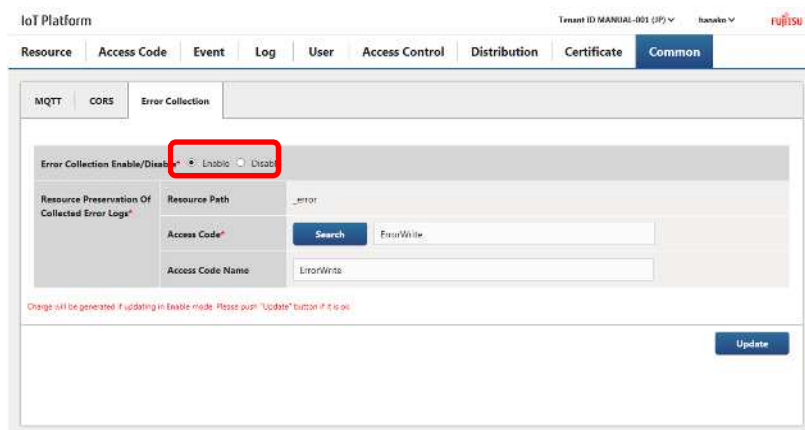 IoT Platform
Tenant ID MANUAL-001 (JP) hanako FUJITSU
Resource Access Code Event Log User Access Control Distribution Certificate Common
MQTT CORS Error Collection
Error Collection Enable/Disable* Enable Disabl
Resource Preservation Of Collected Error Logs*
Resource Path _error
Access Code* Search ErrorWrite
Access Code Name ErrorWrite
Charge will be generated if updating in Enable mode. Please push "Update" button if it is ok.
Update